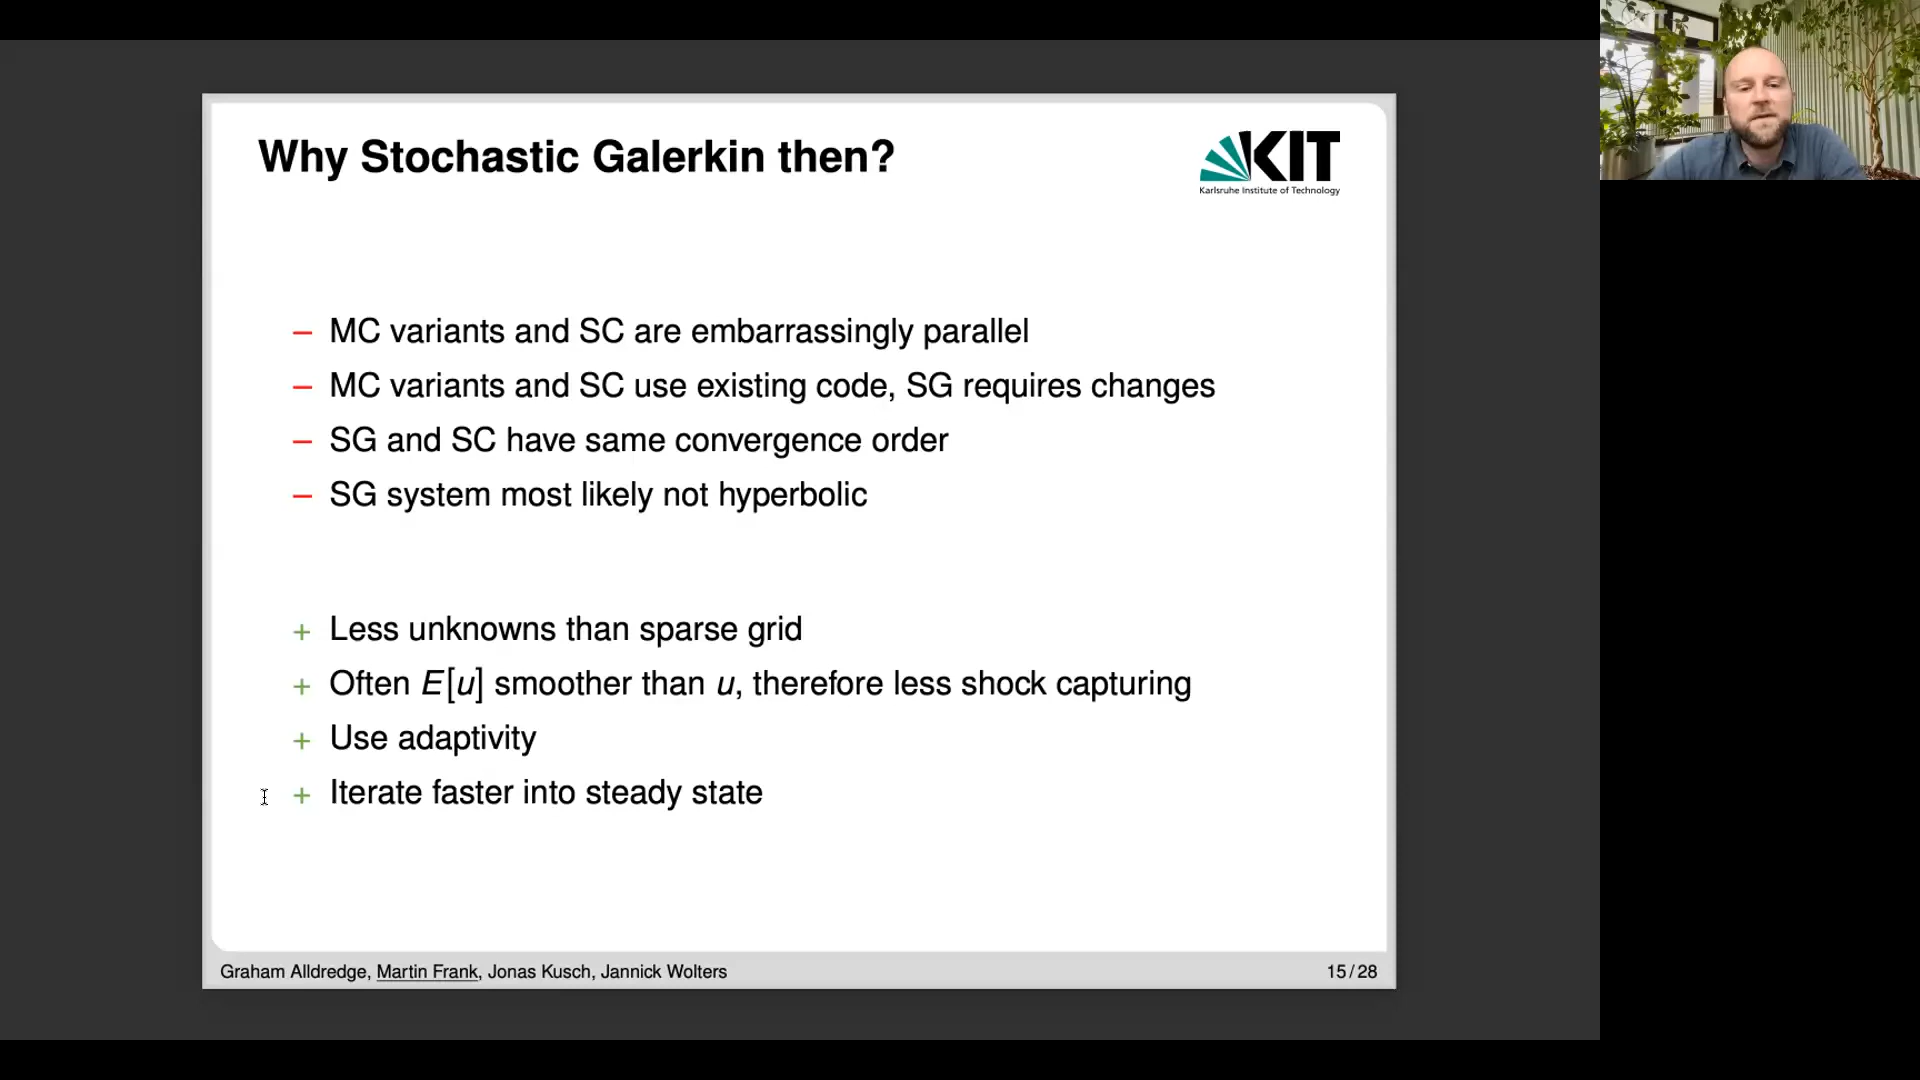 Why Stochastic Galerkin then?
KIT
Karlsruhe Institute of Technology
– MC variants and SC are embarrassingly parallel
– MC variants and SC use existing code, SG requires changes
– SG and SC have same convergence order
– SG system most likely not hyperbolic
+ Less unknowns than sparse grid
+ Often E[u] smoother than u, therefore less shock capturing
+ Use adaptivity
+ Iterate faster into steady state
Graham Alldredge, Martin Frank, Jonas Kusch, Jannick Wolters
15/28
KIT